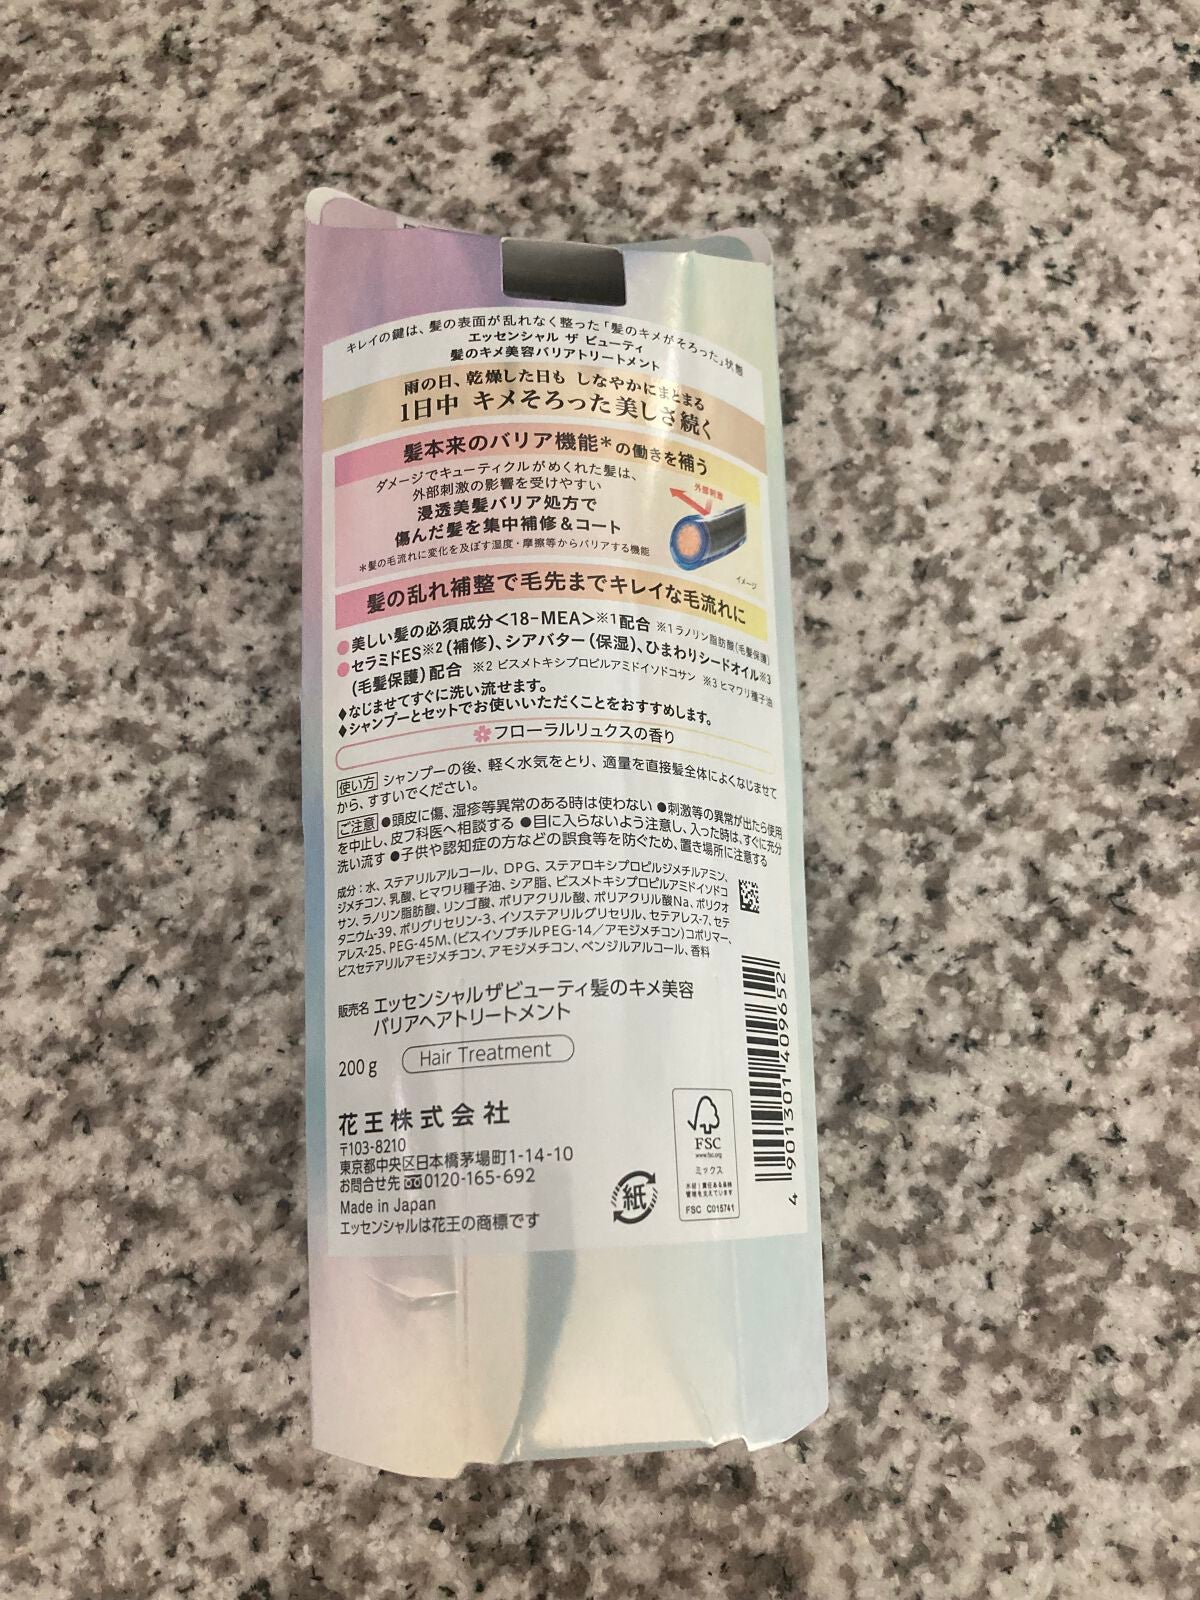 キレイの鍵は、髪の表面が乱れなく整った「髪のキメがそろった」状態
エッセンシャル ザ ビューティ
髪のキメ美容バリアトリートメント
雨の日、乾燥した日も しなやかにまとまる
1日中 キメそろった美しさ続く
髪本来のバリア機能＊の働きを補う
ダメージでキューティクルがめくれた髪は、
外部刺激の影響を受けやすい
浸透美髪バリア処方で
傷んだ髪を集中補修＆コート
＊髪の毛流れに変化を及ぼす湿度・摩擦等からバリアする機能
外部刺激
イメージ
髪の乱れ補整で毛先までキレイな毛流れに
●美しい髪の必須成分＜18-MEA＞※1配合 ※1 ラノリン脂肪酸(毛髪保護)
●セラミドES※2(補修)、シアバター(保湿)、ひまわりシードオイル※3
(毛髪保護)配合 ※2 ビスメトキシプロピルアミドイソドコサン ※3 ヒマワリ種子油
♦なじませてすぐに洗い流せます。
♦シャンプーとセットでお使いいただくことをおすすめします。
フローラルリュクスの香り
使い方 シャンプーの後、軽く水気をとり、適量を直接髪全体によくなじませて
から、すすいでください。
ご注意 ●頭皮に傷、湿疹等異常のある時は使わない ●刺激等の異常が出たら使用
を中止し、皮フ科医へ相談する ●目に入らないよう注意し、入った時は、すぐに充分
洗い流す ●子供や認知症の方などの誤食等を防ぐため、置き場所に注意する
成分：水、ステアリルアルコール、DPG、ステアロキシプロピルジメチルアミン、
ジメチコン、乳酸、ヒマワリ種子油、シア脂、ビスメトキシプロピルアミドイソドコ
サン、ラノリン脂肪酸、リンゴ酸、ポリアクリル酸、ポリアクリル酸Na、ポリクオ
タニウム-39、ポリグリセリン-3、イソステアリルグリセリル、セテアレス-7、セテ
アレス-25、PEG-45M、(ビスイソブチルPEG-14／アモジメチコン)コポリマー、
ビスセテアリルアモジメチコン、アモジメチコン、ベンジルアルコール、香料
販売名 エッセンシャルザビューティ髪のキメ美容
バリアヘアトリートメント
200g Hair Treatment
花王株式会社
〒103-8210
東京都中央区日本橋茅場町1-14-10
お問合せ先 0120-165-692
Made in Japan
エッセンシャルは花王の商標です
紙
FSC
www.fsc.org
ミックス
木材｜責任ある森林
管理を支えています
FSC C015741
4 901301 409652